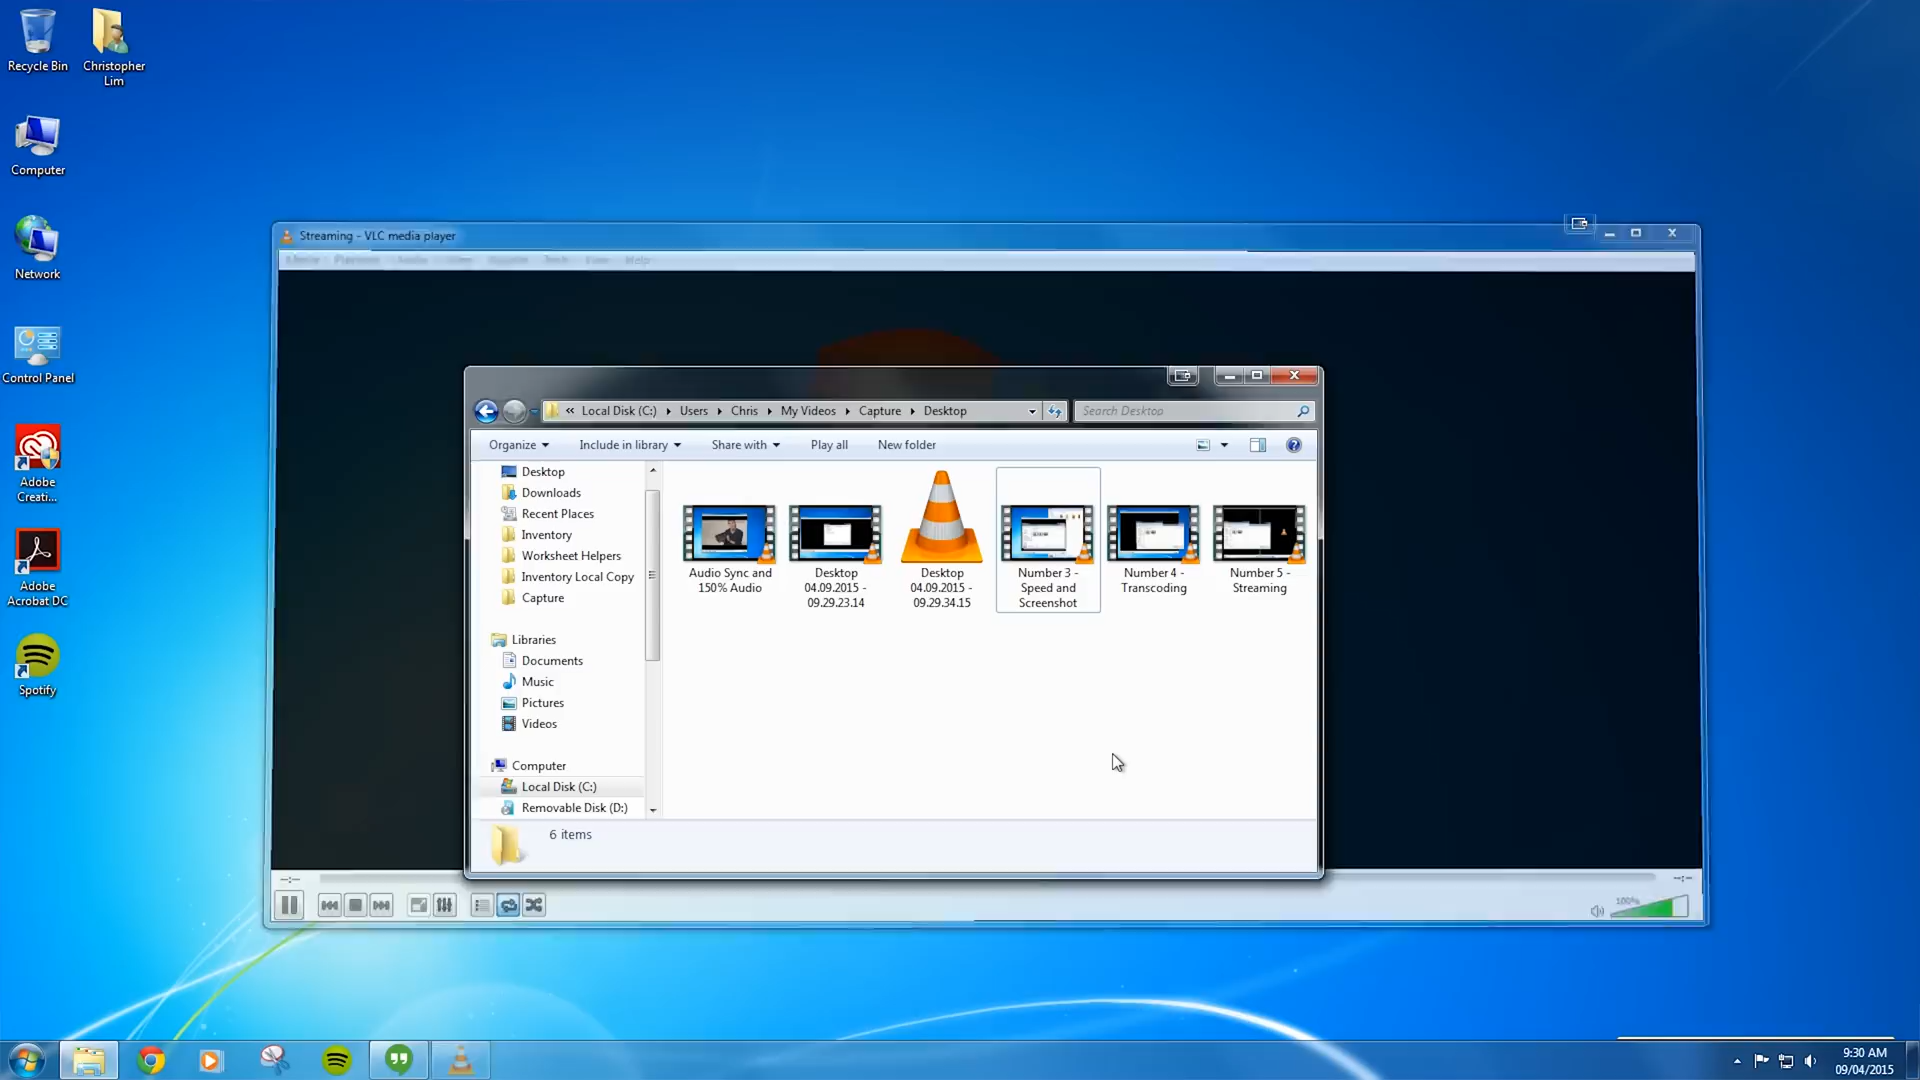 Recycle Bin
Christopher
Lim
Computer
Network
Control Panel
Adobe
Creati...
Adobe
Acrobat DC
Spotify
Streaming - VLC media player
Help
« Local Disk (C:) Users Chris My Videos Capture Desktop
Search Desktop
Organize Include in library Share with Play all New folder
Desktop
Downloads
Recent Places
Inventory
Worksheet Helpers
Inventory Local Copy
Capture
Libraries
Documents
Music
Pictures
Videos
Computer
Local Disk (C:)
Removable Disk (D:)
Audio Sync and
150% Audio
Desktop
04.09.2015 -
09.29.23.14
Desktop
04.09.2015 -
09.29.34.15
Number 3 -
Speed and
Screenshot
Number 4 -
Transcoding
Number 5 -
Streaming
6 items
--:--
--:--
100%
9:30 AM
09/04/2015